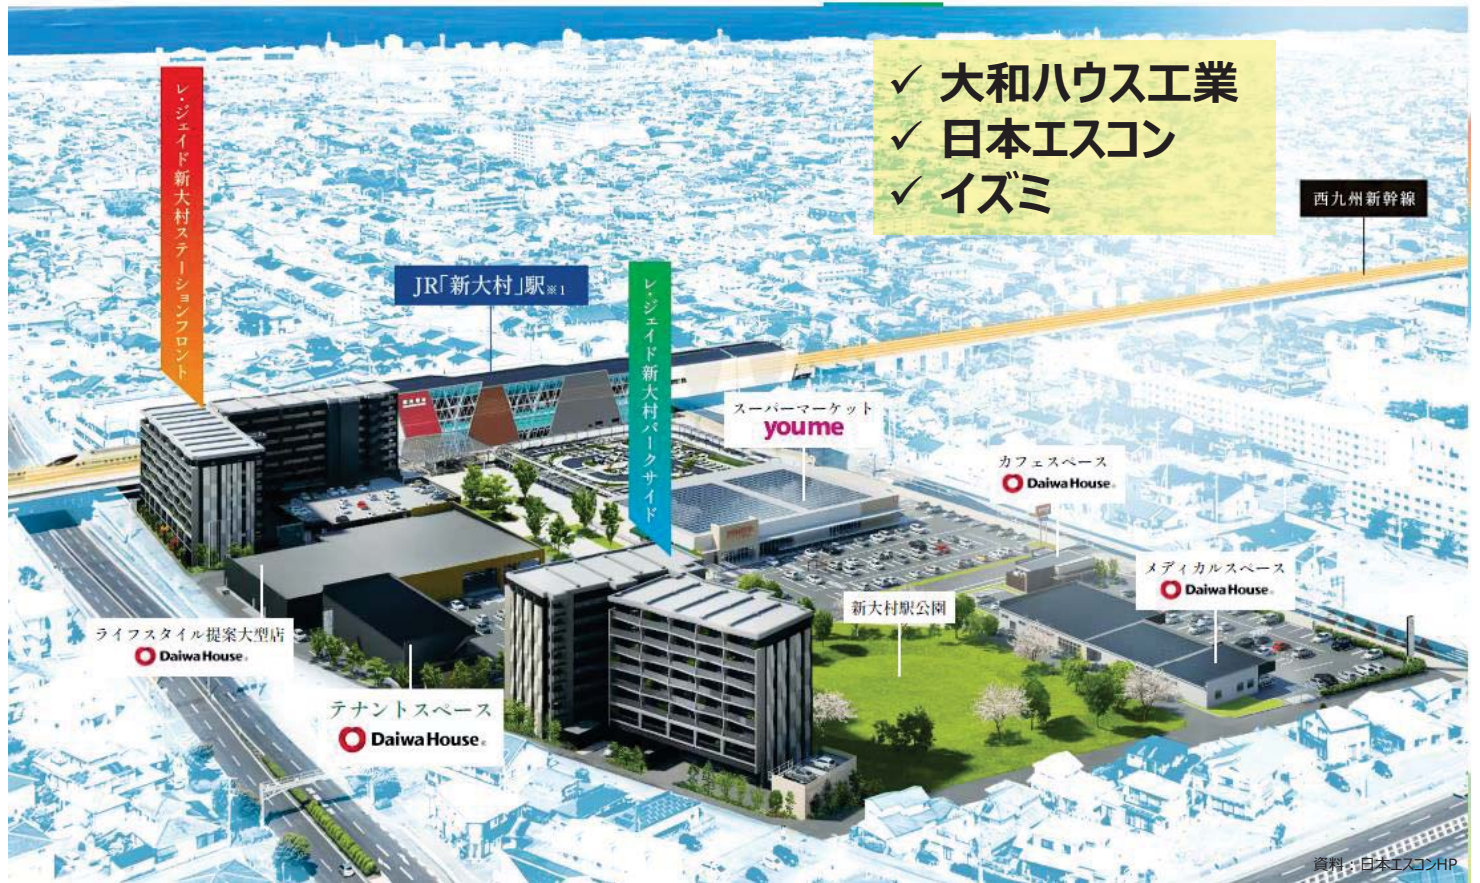 ✓ 大和ハウス工業
✓ 日本エスコン
✓ イズミ
西九州新幹線
レ・ジェイド新大村ステーションフロント
JR「新大村」駅※1
レ・ジェイド新大村パークサイド
スーパーマーケット
youme
カフェスペース
Daiwa House®
メディカルスペース
Daiwa House®
新大村駅公園
ライフスタイル提案大型店
Daiwa House®
テナントスペース
Daiwa House®
資料：日本エスコンHP